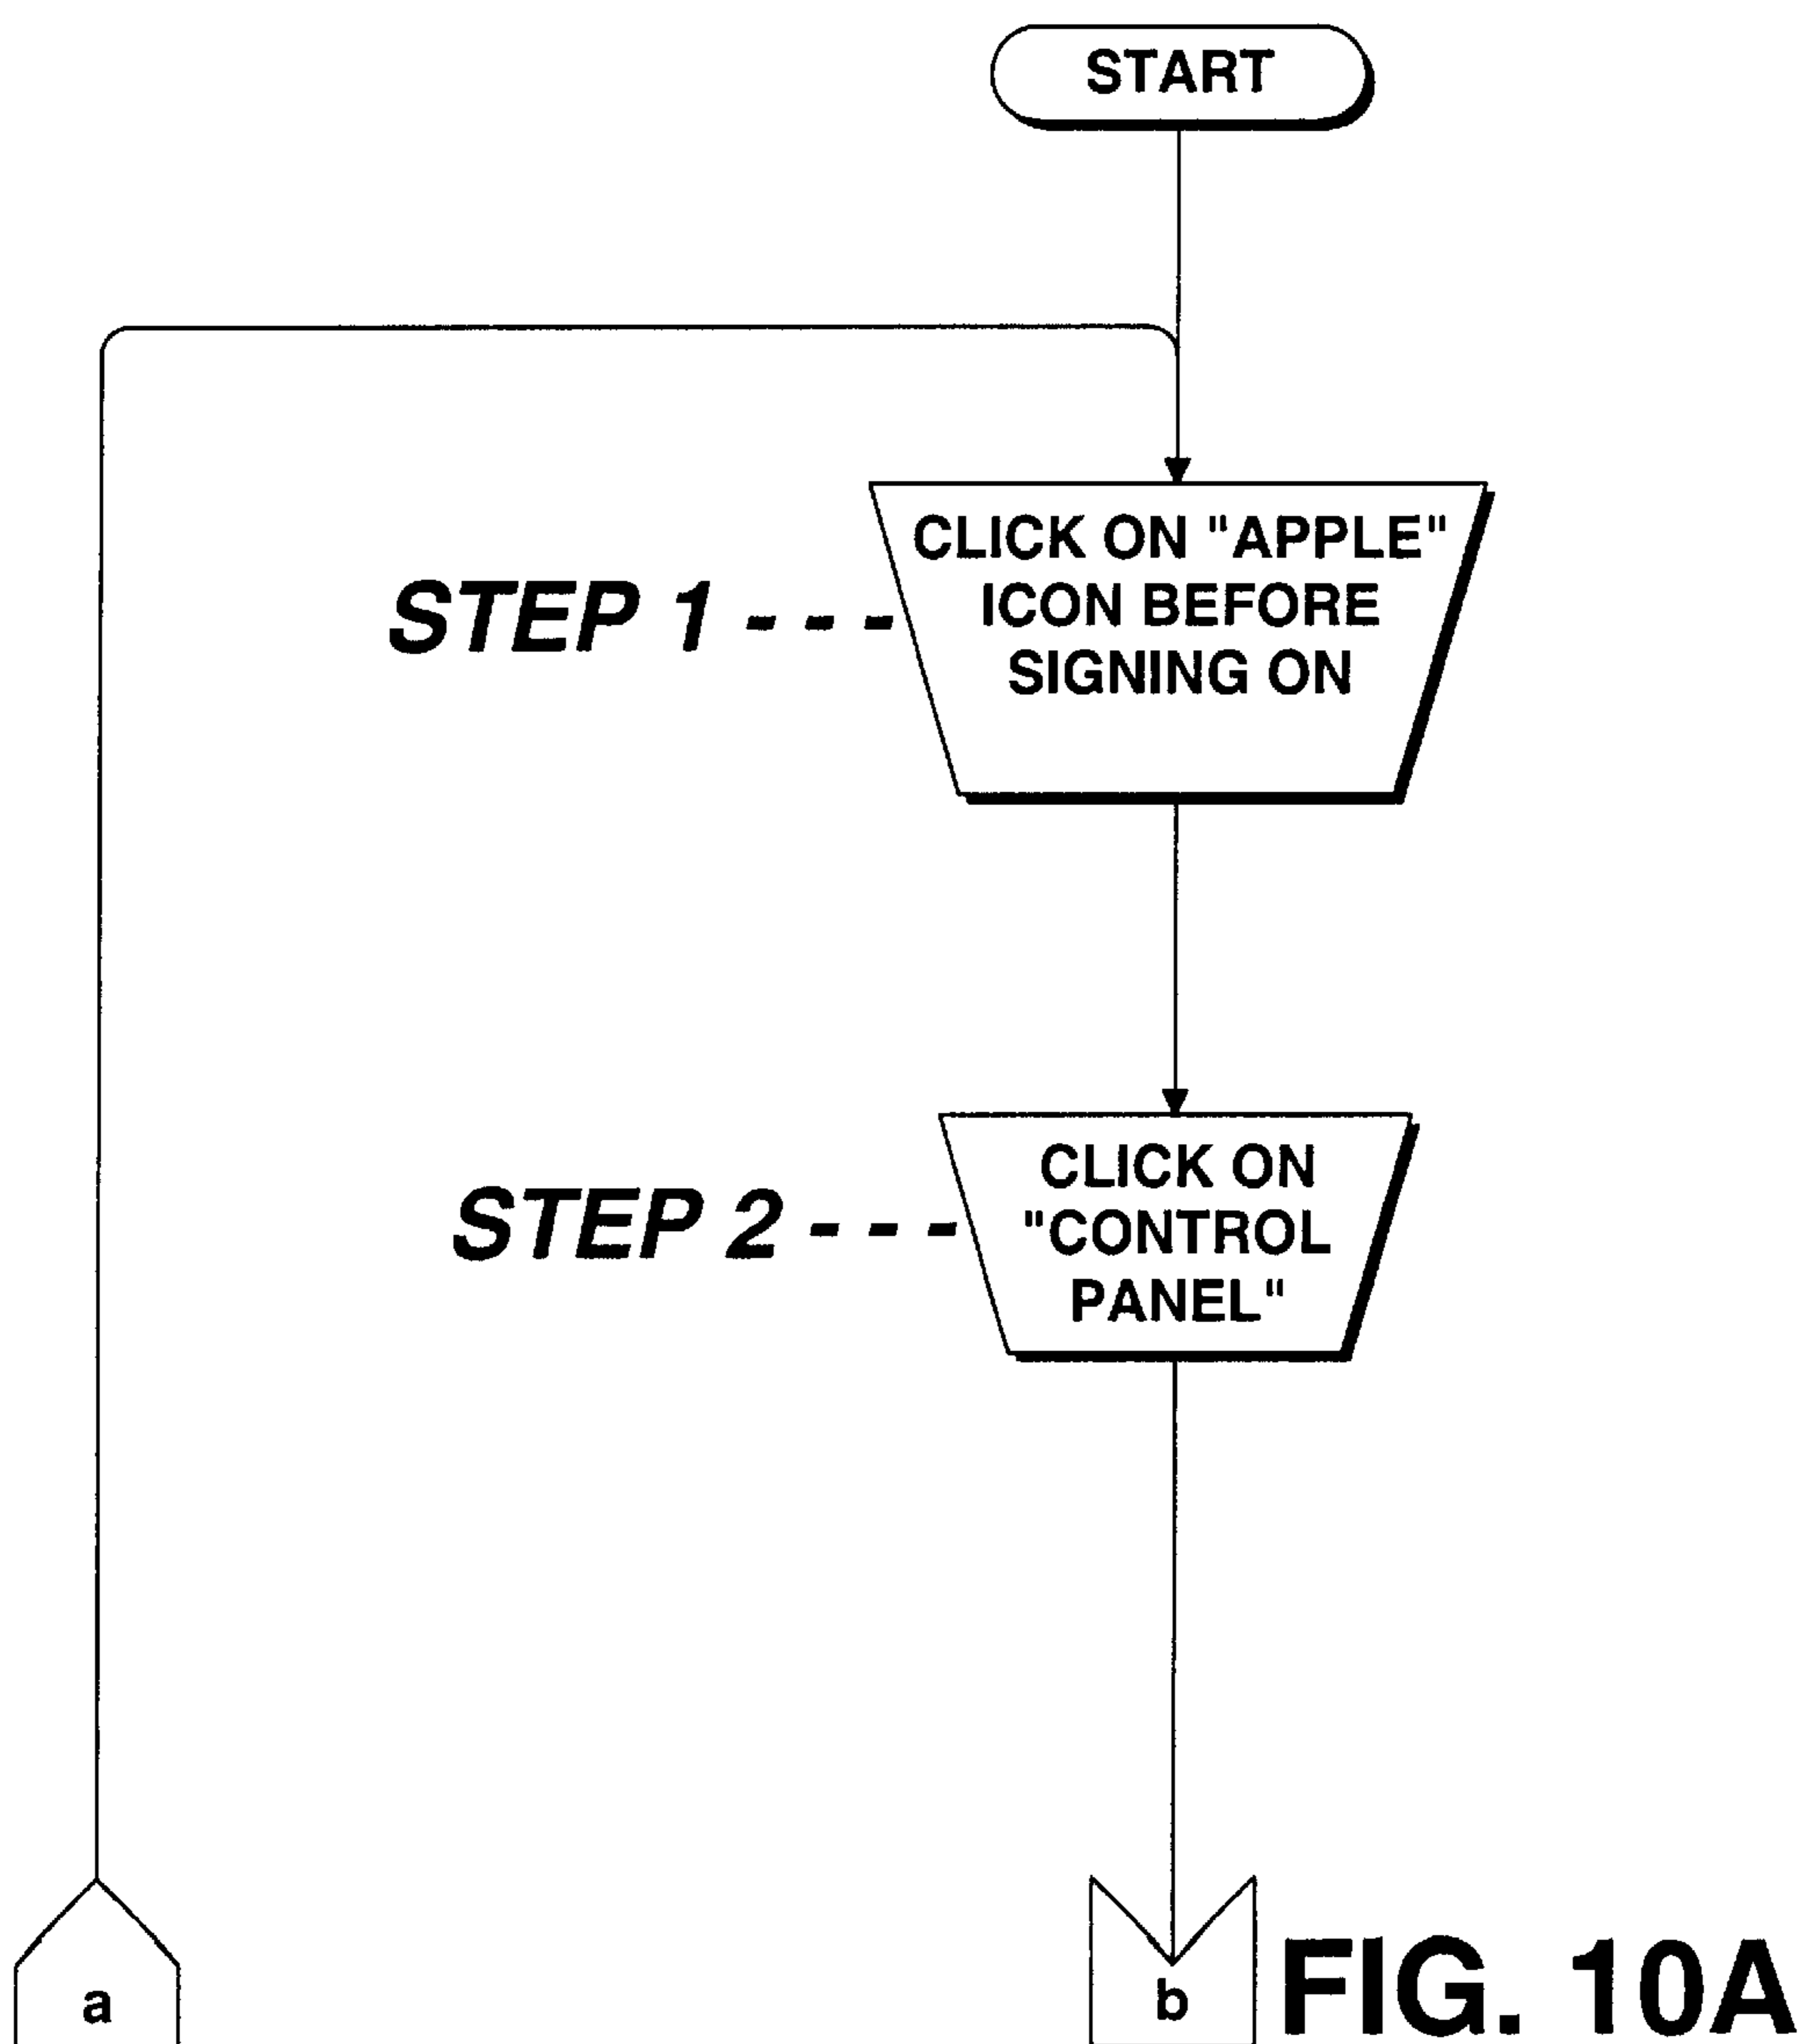 START
CLICK ON "APPLE"
ICON BEFORE
SIGNING ON
STEP 1 - - -
CLICK ON
"CONTROL
PANEL"
STEP 2 - - -
a
b
FIG. 10A